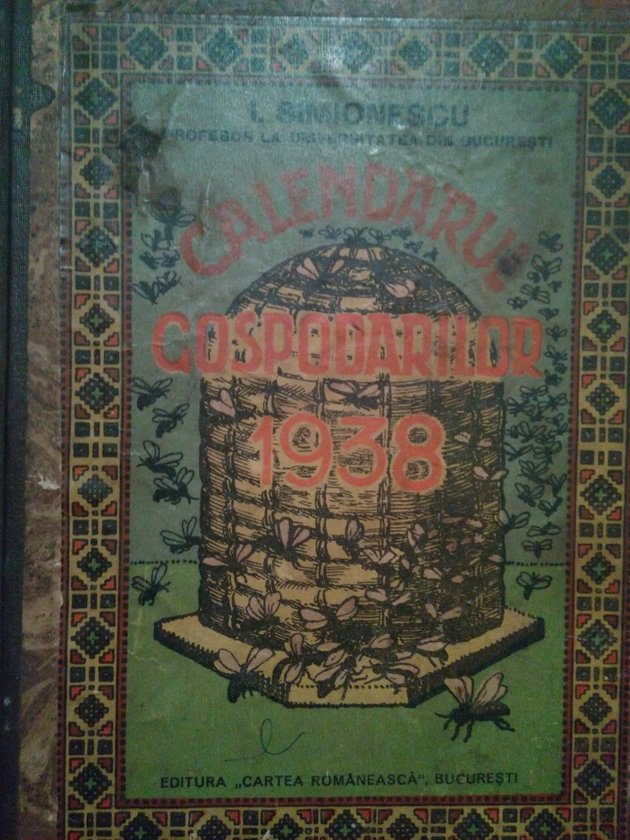 I. SIMIONESCU
PROFESOR LA UNIVERSITATEA DIN BUCUREȘTI
CALENDARUL
GOSPODARILOR
1938
EDITURA „CARTEA ROMÂNEASCĂ”, BUCUREȘTI